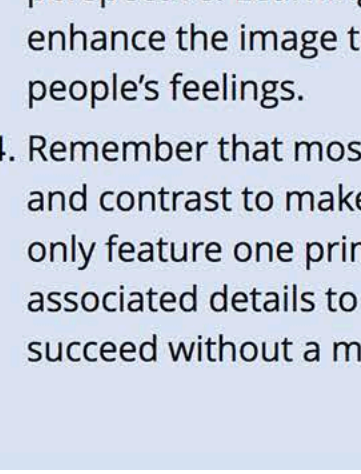 enhance the image t
people's feelings.
4. Remember that mos
and contrast to make
only feature one prin
associated details to
succeed without a m